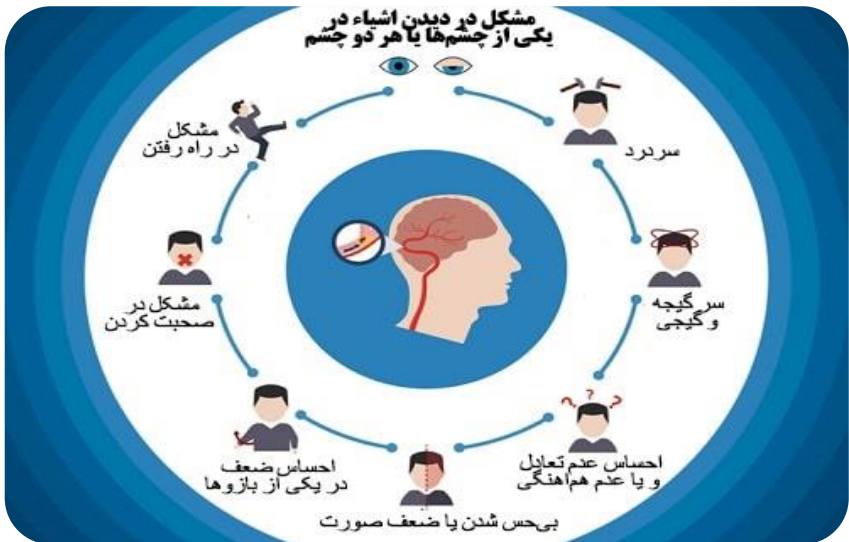 مشکل در دیدن اشیاء در
یکی از چشم‌ها یا هر دو چشم
سردرد
سرگیجه
و گیجی
احساس عدم تعادل
و یا عدم هماهنگی
بی‌حس شدن یا ضعف صورت
احساس ضعف
در یکی از بازوها
مشکل در
صحبت کردن
مشکل
در راه رفتن